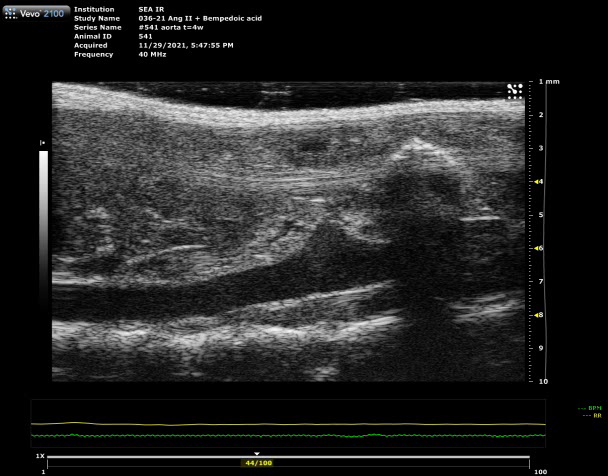 Vevo 2100
Institution SEA IR
Study Name 036-21 Ang II + Bempedoic acid
Series Name #541 aorta t=4w
Animal ID 541
Acquired 11/29/2021, 5:47:55 PM
Frequency 40 MHz
1 mm
2
3
4
5
6
7
8
9
10
BPM
RR
1X
44/100
1
100